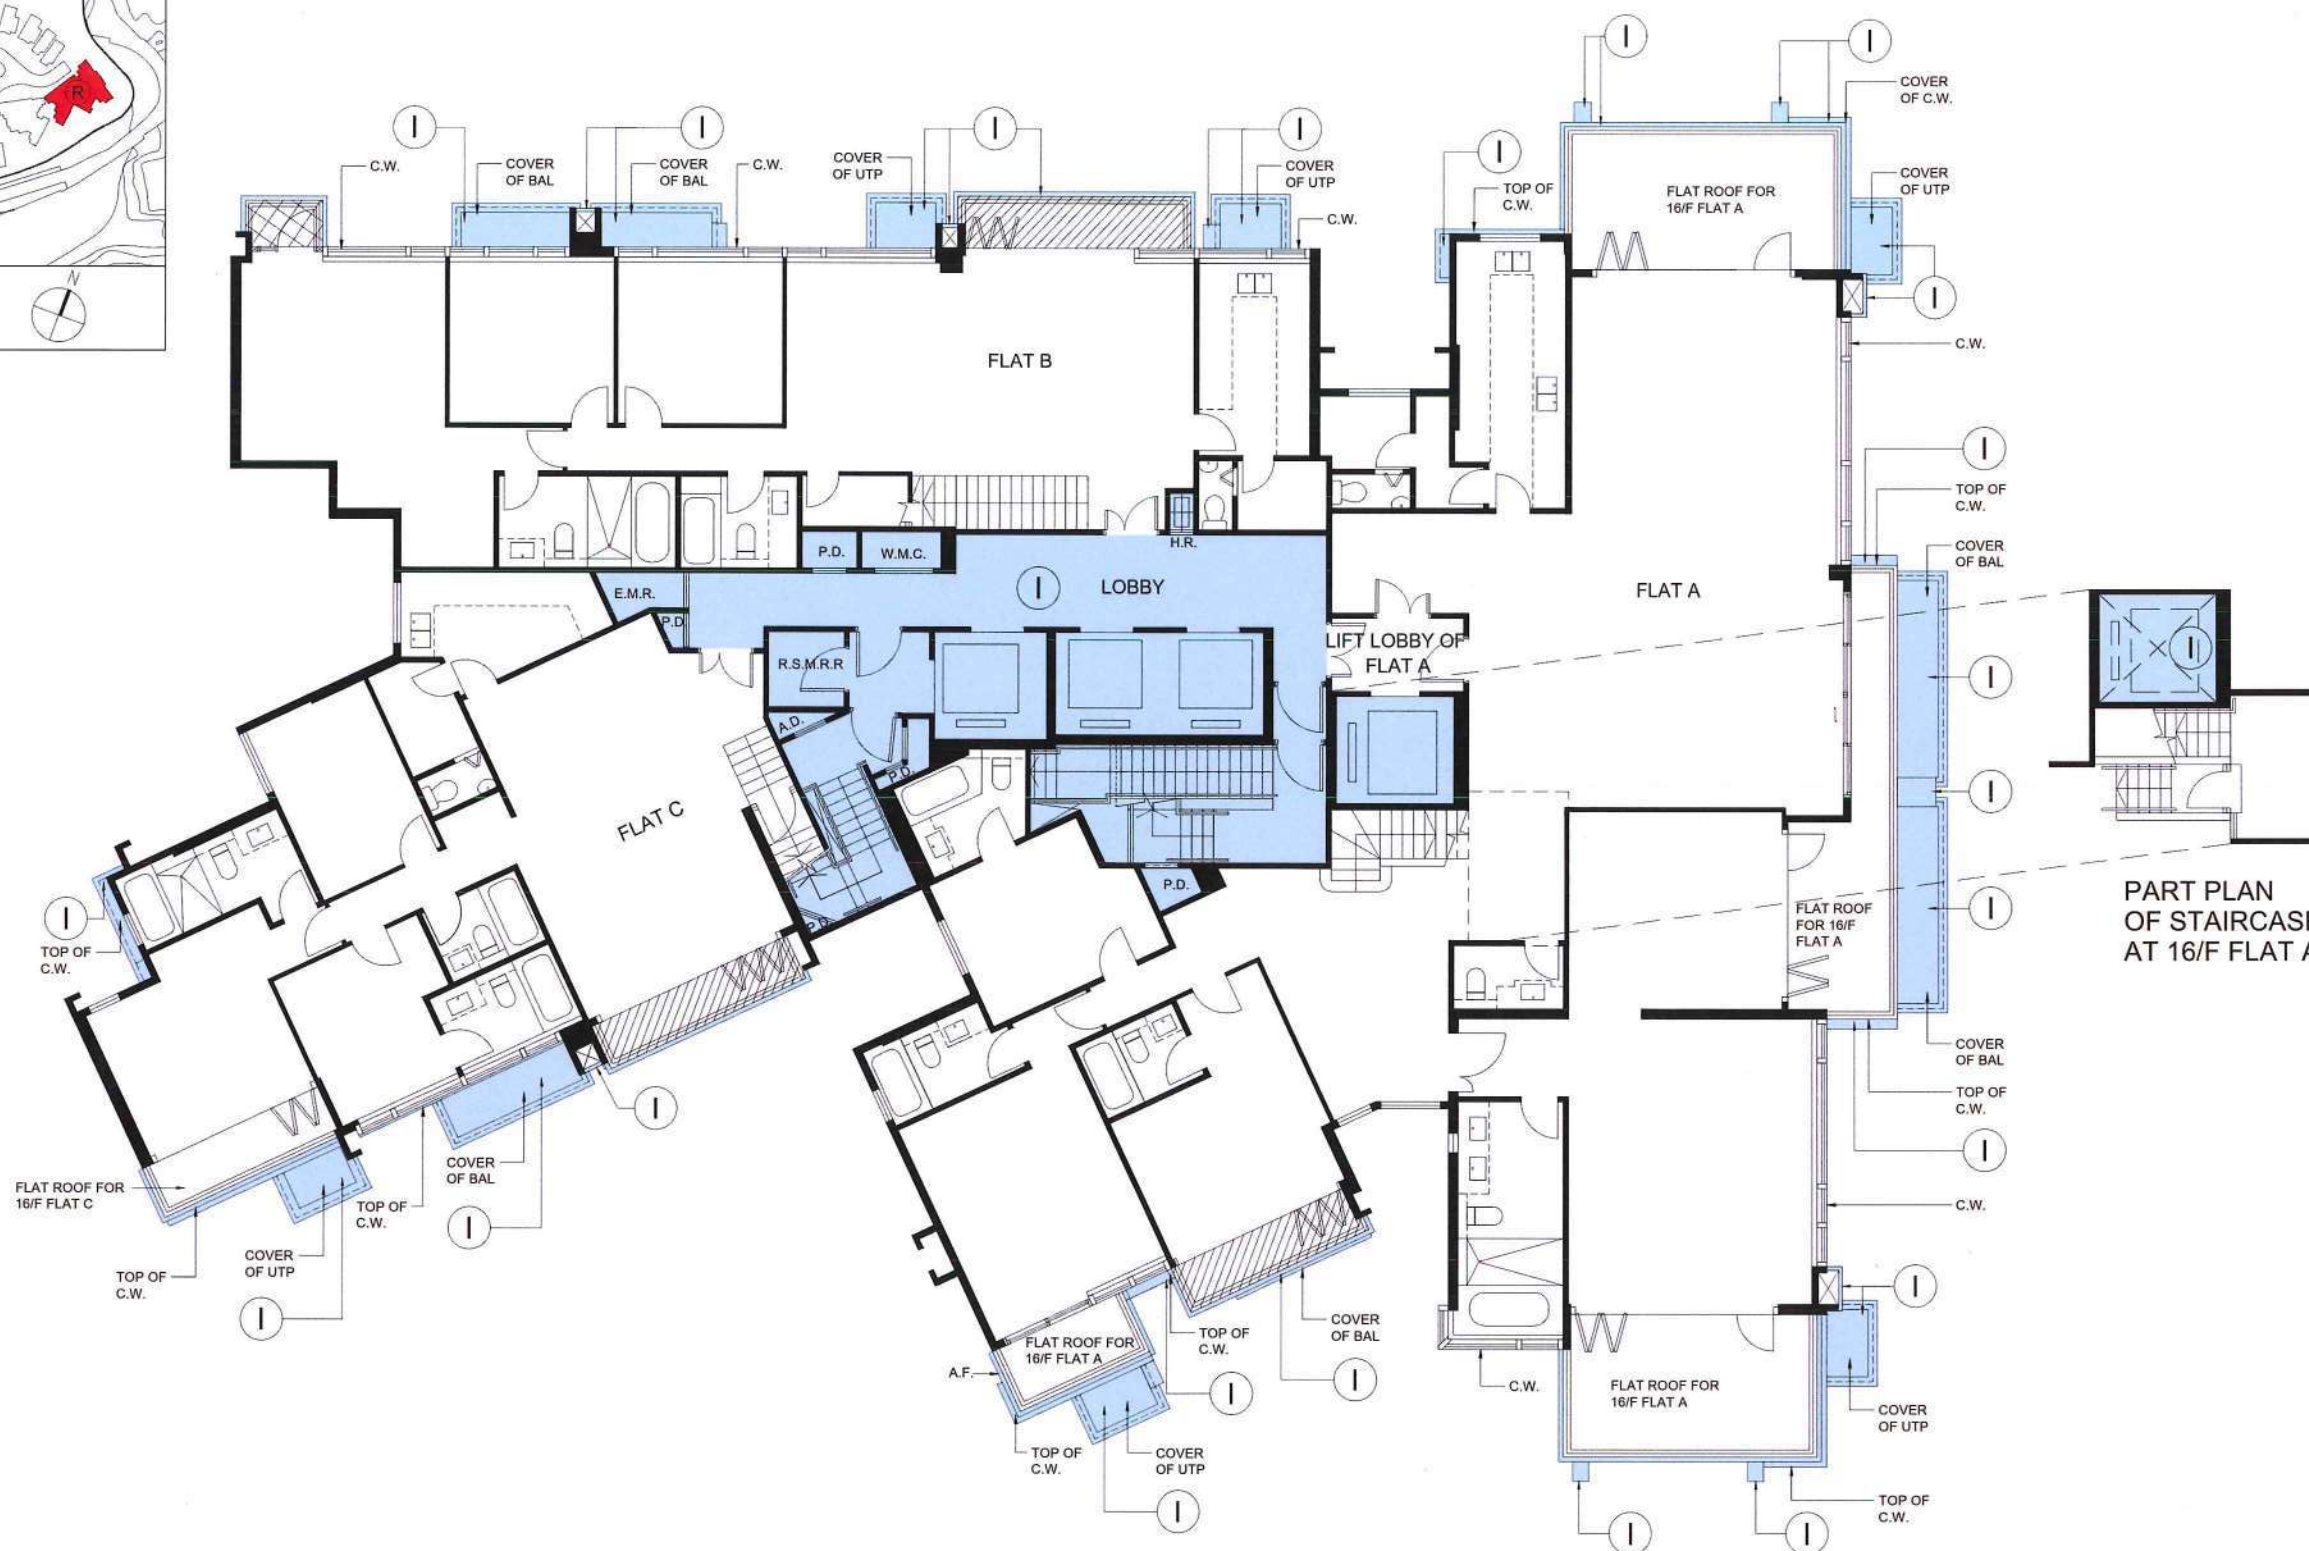 R
N
I
I
I
I
I
I
I
COVER
OF C.W.
C.W.
COVER
OF BAL
COVER
OF BAL
C.W.
COVER
OF UTP
COVER
OF UTP
C.W.
TOP OF
C.W.
FLAT ROOF FOR
16/F FLAT A
COVER
OF UTP
I
C.W.
FLAT B
I
TOP OF
C.W.
COVER
OF BAL
P.D.
W.M.C.
H.R.
E.M.R.
P.D
I
LOBBY
FLAT A
LIFT LOBBY OF
FLAT A
R.S.M.R.R
I
I
A.D.
P.D.
I
FLAT C
P.D.
P.D.
I
FLAT ROOF
FOR 16/F
FLAT A
PART PLAN
OF STAIRCAS
AT 16/F FLAT
I
TOP OF
C.W.
COVER
OF BAL
TOP OF
C.W.
I
I
COVER
OF BAL
FLAT ROOF FOR
16/F FLAT C
TOP OF
C.W.
I
C.W.
COVER
OF UTP
TOP OF
C.W.
I
I
COVER
OF BAL
TOP OF
C.W.
FLAT ROOF FOR
16/F FLAT A
A.F.
I
I
C.W.
FLAT ROOF FOR
16/F FLAT A
COVER
OF UTP
TOP OF
C.W.
COVER
OF UTP
I
TOP OF
C.W.
I
I